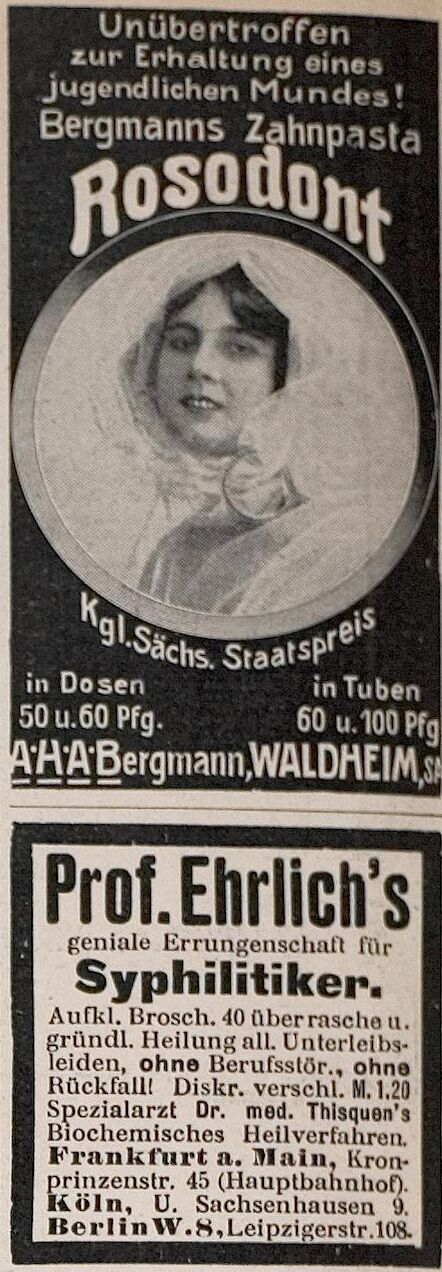 Unübertroffen
zur Erhaltung eines
jugendlichen Mundes!
Bergmanns Zahnpasta
Rosodont
Kgl. Sächs. Staatspreis
in Dosen
50 u. 60 Pfg.
in Tuben
60 u. 100 Pfg
A·H·A·Bergmann, WALDHEIM, S
Prof. Ehrlich's
geniale Errungenschaft für
Syphilitiker.
Aufkl. Brosch. 40 über rasche u.
gründl. Heilung all. Unterleibs-
leiden, ohne Berufsstör., ohne
Rückfall! Diskr. verschl. M. 1.20
Spezialarzt Dr. med. Thisquen's
Biochemisches Heilverfahren.
Frankfurt a. Main, Kron-
prinzenstr. 45 (Hauptbahnhof).
Köln, U. Sachsenhausen 9.
Berlin W. 8, Leipzigerstr. 108.